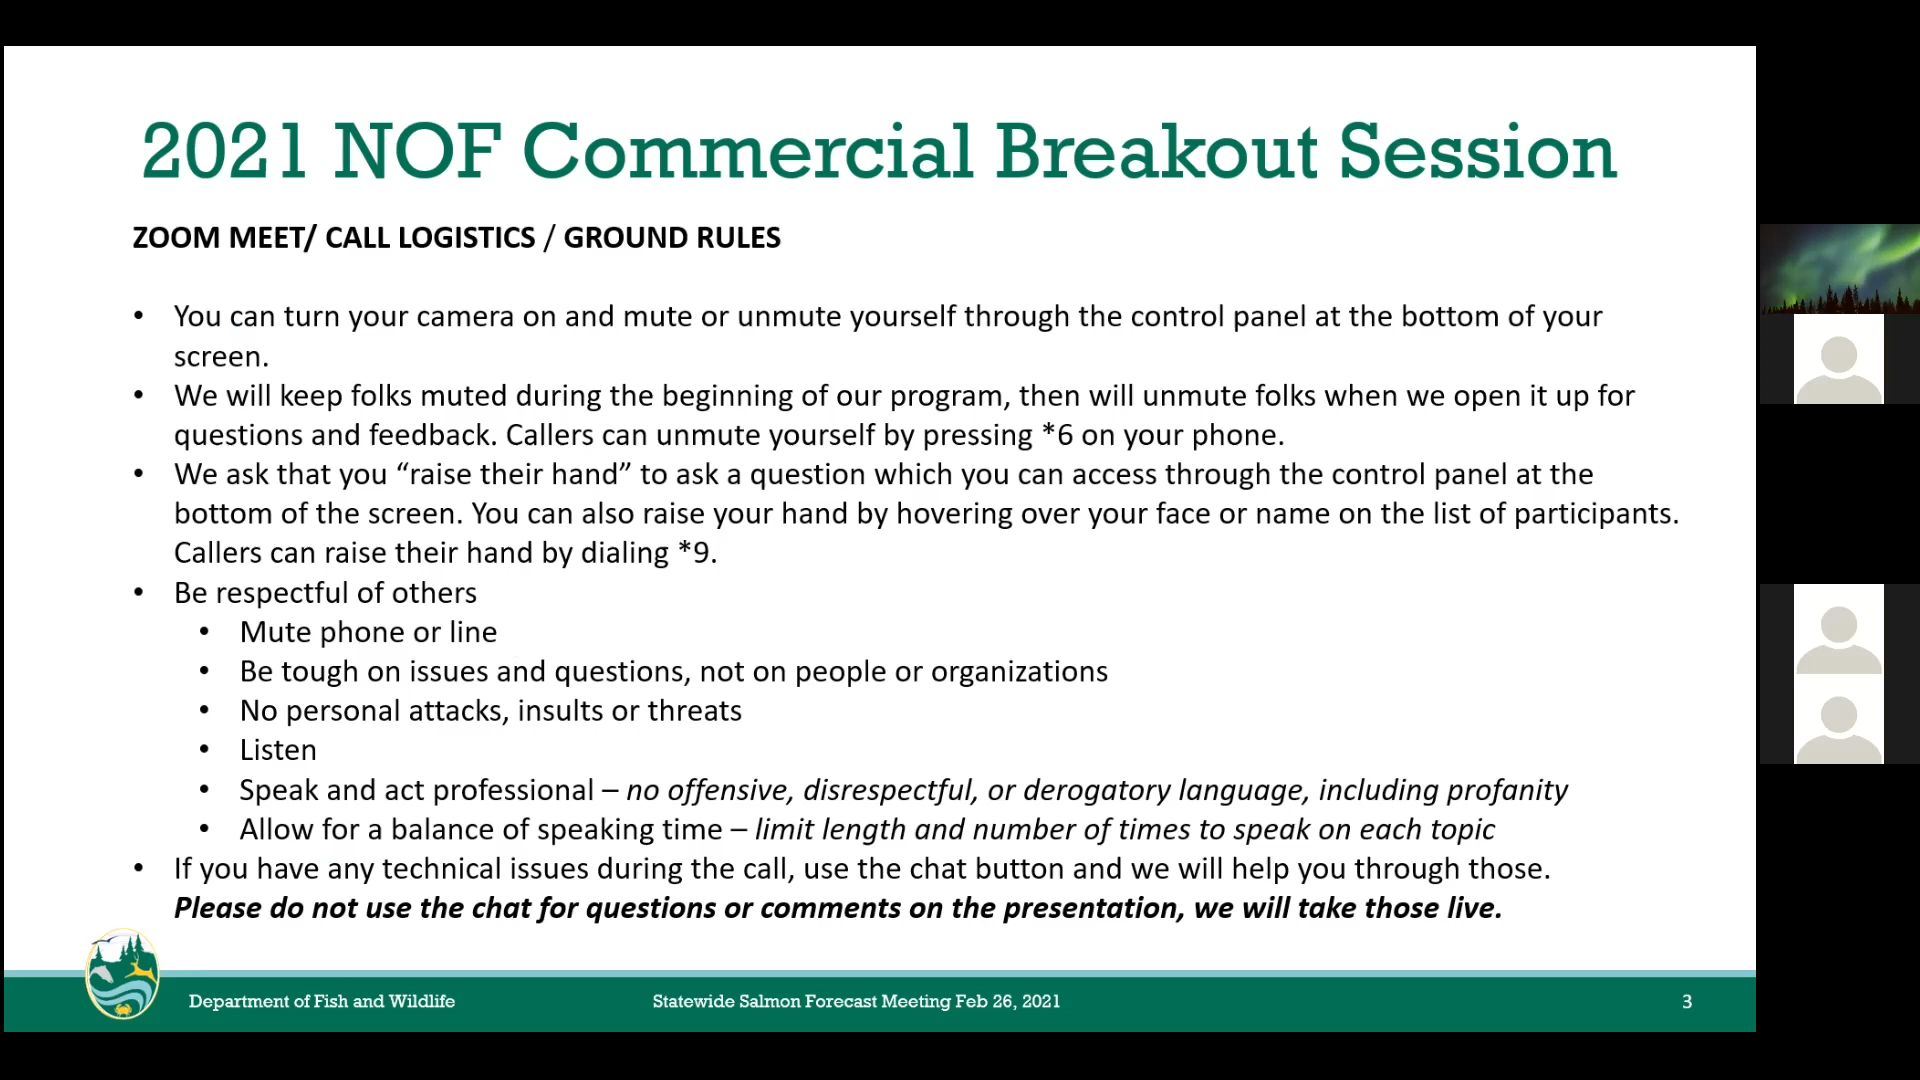 2021 NOF Commercial Breakout Session
ZOOM MEET/ CALL LOGISTICS / GROUND RULES
• You can turn your camera on and mute or unmute yourself through the control panel at the bottom of your
screen.
• We will keep folks muted during the beginning of our program, then will unmute folks when we open it up for
questions and feedback. Callers can unmute yourself by pressing *6 on your phone.
• We ask that you “raise their hand” to ask a question which you can access through the control panel at the
bottom of the screen. You can also raise your hand by hovering over your face or name on the list of participants.
Callers can raise their hand by dialing *9.
• Be respectful of others
• Mute phone or line
• Be tough on issues and questions, not on people or organizations
• No personal attacks, insults or threats
• Listen
• Speak and act professional – no offensive, disrespectful, or derogatory language, including profanity
• Allow for a balance of speaking time – limit length and number of times to speak on each topic
• If you have any technical issues during the call, use the chat button and we will help you through those.
Please do not use the chat for questions or comments on the presentation, we will take those live.
Department of Fish and Wildlife
Statewide Salmon Forecast Meeting Feb 26, 2021
3